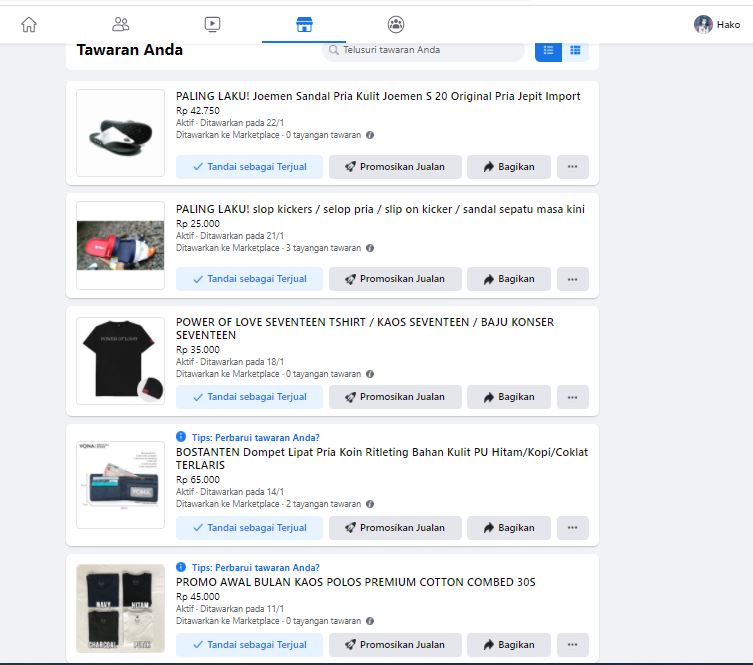 Hako
Tawaran Anda
Telusuri tawaran Anda
PALING LAKU! Joemen Sandal Pria Kulit Joemen S 20 Original Pria Jepit Import
Rp 42.750
Aktif · Ditawarkan pada 22/1
Ditawarkan ke Marketplace · 0 tayangan tawaran
Tandai sebagai Terjual
Promosikan Jualan
Bagikan
PALING LAKU! slop kickers / selop pria / slip on kicker / sandal sepatu masa kini
Rp 25.000
Aktif · Ditawarkan pada 21/1
Ditawarkan ke Marketplace · 3 tayangan tawaran
Tandai sebagai Terjual
Promosikan Jualan
Bagikan
POWER OF LOVE
POWER OF LOVE SEVENTEEN TSHIRT / KAOS SEVENTEEN / BAJU KONSER
SEVENTEEN
Rp 35.000
Aktif · Ditawarkan pada 18/1
Ditawarkan ke Marketplace · 0 tayangan tawaran
Tandai sebagai Terjual
Promosikan Jualan
Bagikan
Tips: Perbarui tawaran Anda?
BOSTANTEN Dompet Lipat Pria Koin Ritleting Bahan Kulit PU Hitam/Kopi/Coklat
TERLARIS
Rp 65.000
Aktif · Ditawarkan pada 14/1
Ditawarkan ke Marketplace · 2 tayangan tawaran
Tandai sebagai Terjual
Promosikan Jualan
Bagikan
Tips: Perbarui tawaran Anda?
PROMO AWAL BULAN KAOS POLOS PREMIUM COTTON COMBED 30S
Rp 45.000
Aktif · Ditawarkan pada 11/1
Ditawarkan ke Marketplace · 0 tayangan tawaran
NAVY
HITAM
CHARCOAL
Tandai sebagai Terjual
Promosikan Jualan
Bagikan